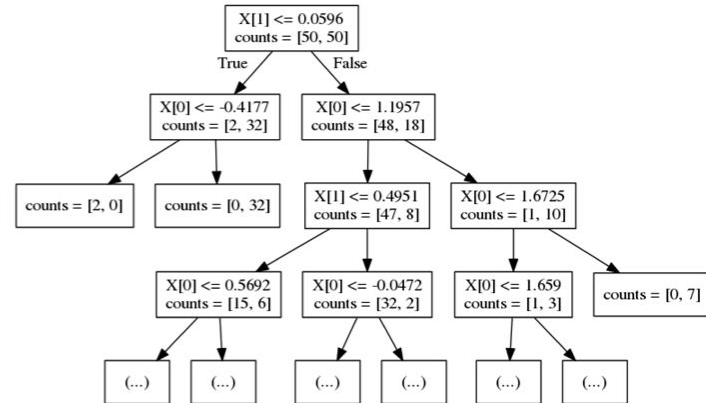 X[1] <= 0.0596
counts = [50, 50]
True
False
X[0] <= -0.4177
counts = [2, 32]
X[0] <= 1.1957
counts = [48, 18]
counts = [2, 0]
counts = [0, 32]
X[1] <= 0.4951
counts = [47, 8]
X[0] <= 1.6725
counts = [1, 10]
X[0] <= 0.5692
counts = [15, 6]
X[0] <= -0.0472
counts = [32, 2]
X[0] <= 1.659
counts = [1, 3]
counts = [0, 7]
(...)
(...)
(...)
(...)
(...)
(...)